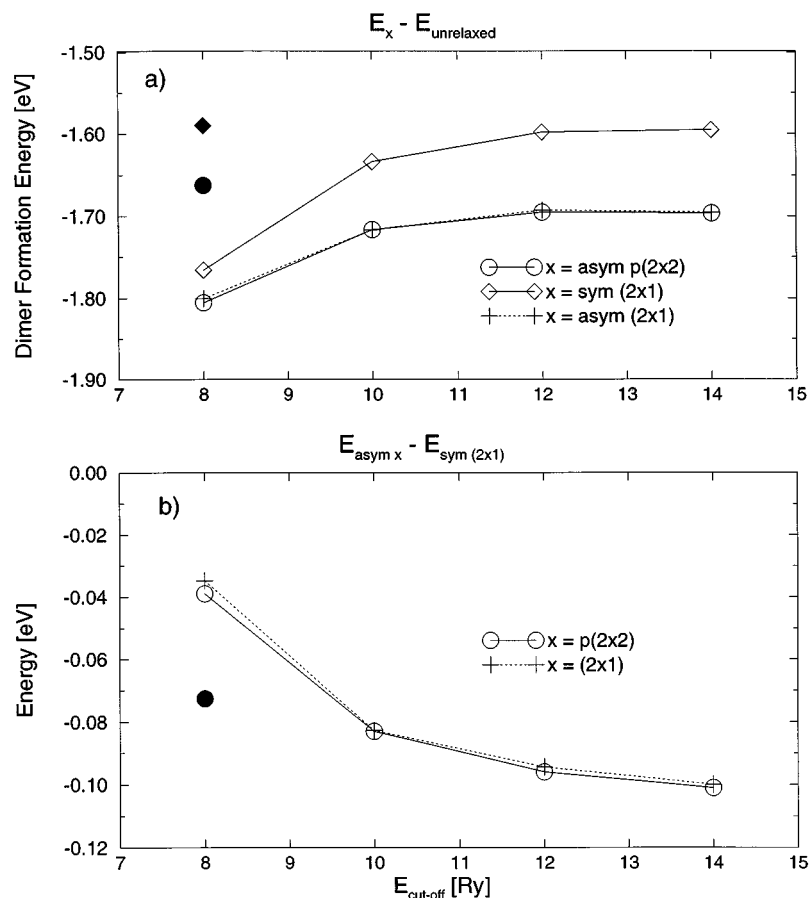 E_x - E_unrelaxed
a)
Dimer Formation Energy [eV]
-1.50
-1.60
-1.70
-1.80
-1.90
x = asym p(2x2)
x = sym (2x1)
x = asym (2x1)
7 8 9 10 11 12 13 14 15
E_asym x - E_sym (2x1)
b)
Energy [eV]
0.00
-0.02
-0.04
-0.06
-0.08
-0.10
-0.12
x = p(2x2)
x = (2x1)
7 8 9 10 11 12 13 14 15
E_cut-off [Ry]